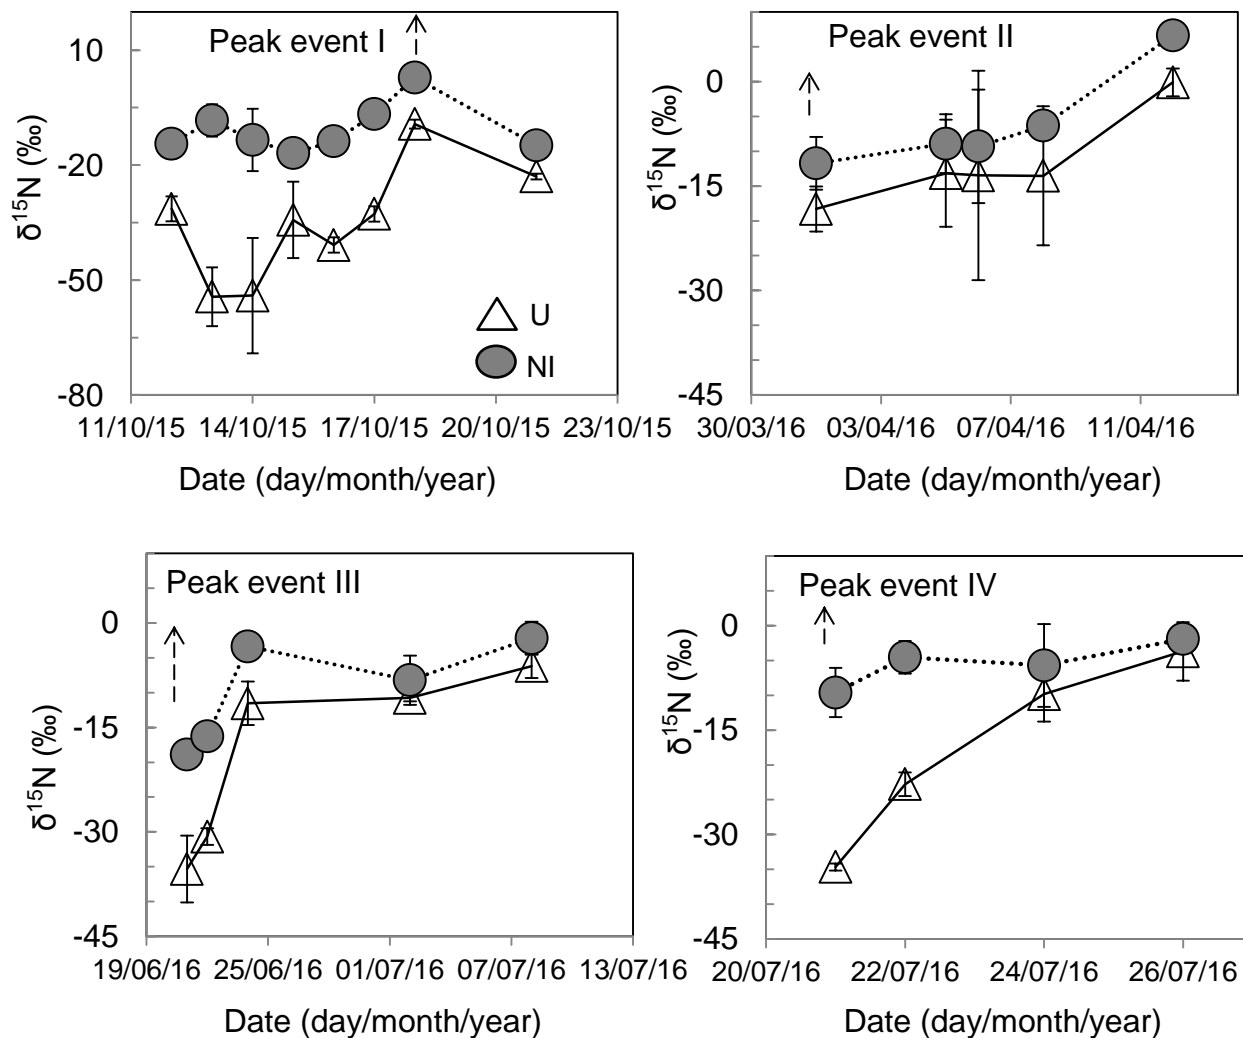 Peak event I
10
-20
-50
-80
δ¹⁵N (‰)
U
NI
11/10/15 14/10/15 17/10/15 20/10/15 23/10/15
Date (day/month/year)
Peak event II
0
-15
-30
-45
δ¹⁵N (‰)
30/03/16 03/04/16 07/04/16 11/04/16
Date (day/month/year)
Peak event III
0
-15
-30
-45
δ¹⁵N (‰)
19/06/16 25/06/16 01/07/16 07/07/16 13/07/16
Date (day/month/year)
Peak event IV
0
-15
-30
-45
δ¹⁵N (‰)
20/07/16 22/07/16 24/07/16 26/07/16
Date (day/month/year)